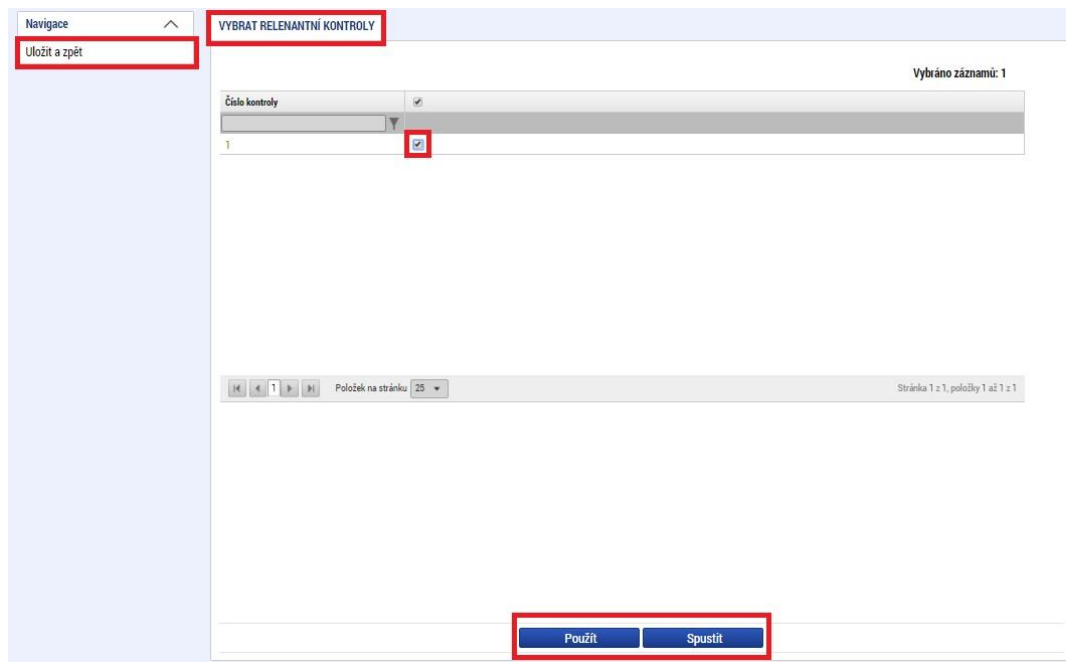 Navigace
Uložit a zpět
VYBRAT RELENANTNÍ KONTROLY
Vybráno záznamů: 1
Číslo kontroly
1
1 Položek na stránku 25 Stránka 1 z 1, položky 1 až 1 z 1
Použít Spustit